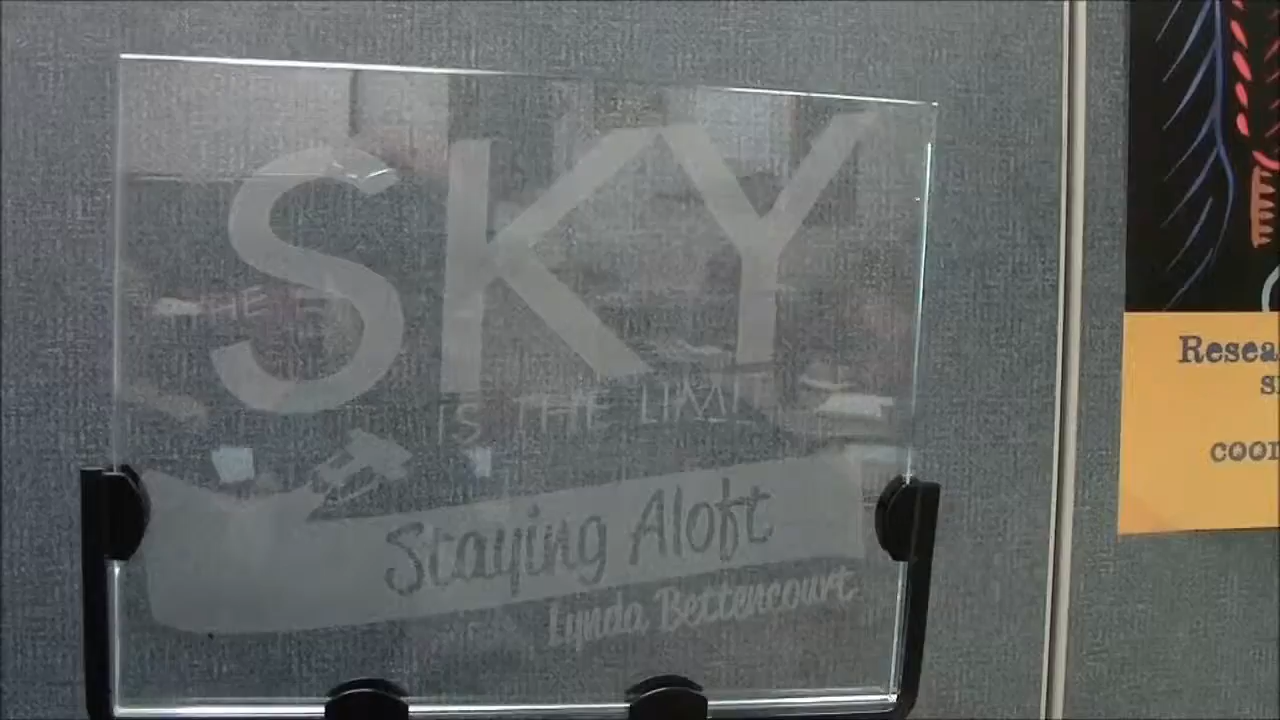 THE
SKY
IS THE LIMIT
Staying Aloft
Lynda Bettencourt
Resea
s
coor